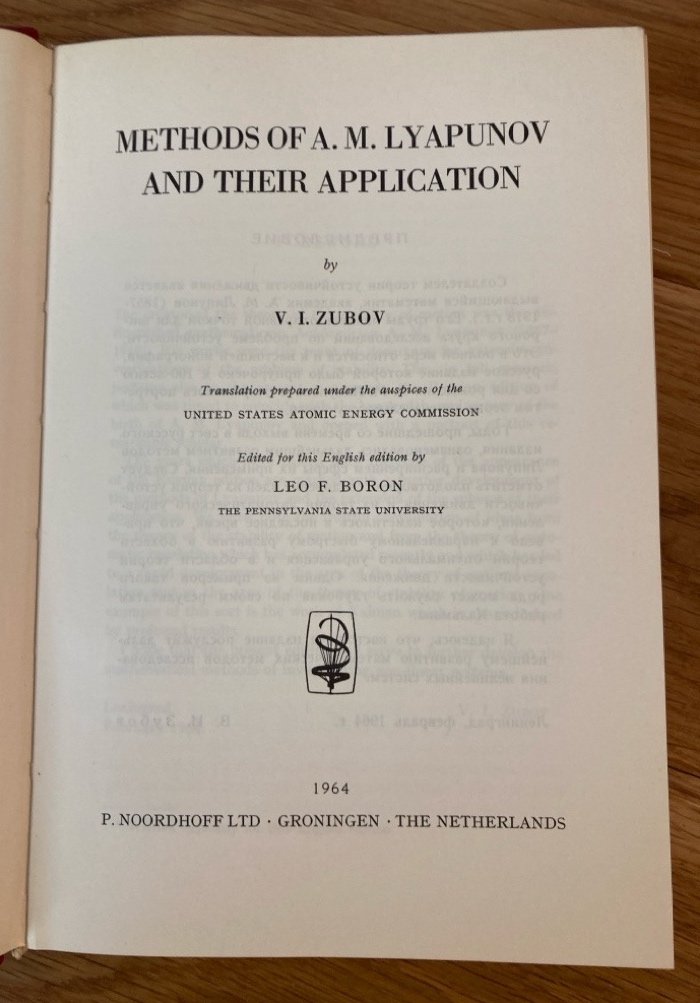 METHODS OF A. M. LYAPUNOV
AND THEIR APPLICATION
by
V. I. ZUBOV
Translation prepared under the auspices of the
UNITED STATES ATOMIC ENERGY COMMISSION
Edited for this English edition by
LEO F. BORON
THE PENNSYLVANIA STATE UNIVERSITY
1964
P. NOORDHOFF LTD · GRONINGEN · THE NETHERLANDS